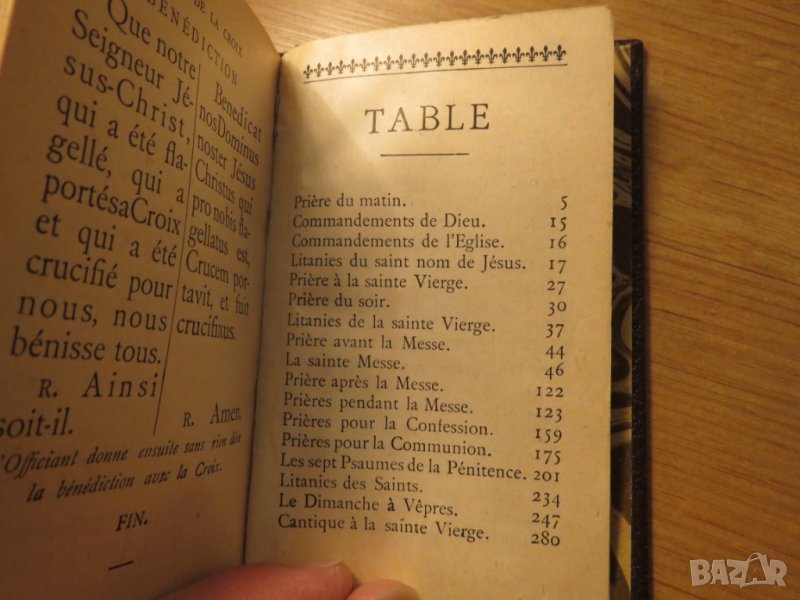 DE LA CROIX
BÉNÉDICTION
Que notre
Seigneur Jé-
sus-Christ,
qui a été fla-
gellé, qui a
portésaCroix
et qui a été
crucifié pour
nous, nous
bénisse tous.
R. Ainsi
soit-il.
Benedicat
nosDominus
noster Jésus
Christus qui
pro nobis fla-
gellatus est,
Crucem por-
tavit, et fuit
crucifixus.
R. Amen.
L'Officiant donne ensuite sans rien dire
la bénédiction avec la Croix.
FIN.
TABLE
Prière du matin. 5
Commandements de Dieu. 15
Commandements de l'Eglise. 16
Litanies du saint nom de Jésus. 17
Prière à la sainte Vierge. 27
Prière du soir. 30
Litanies de la sainte Vierge. 37
Prière avant la Messe. 44
La sainte Messe. 46
Prière après la Messe. 122
Prières pendant la Messe. 123
Prières pour la Confession. 159
Prières pour la Communion. 175
Les sept Psaumes de la Pénitence. 201
Litanies des Saints. 234
Le Dimanche à Vêpres. 247
Cantique à la sainte Vierge. 280
BAZAR